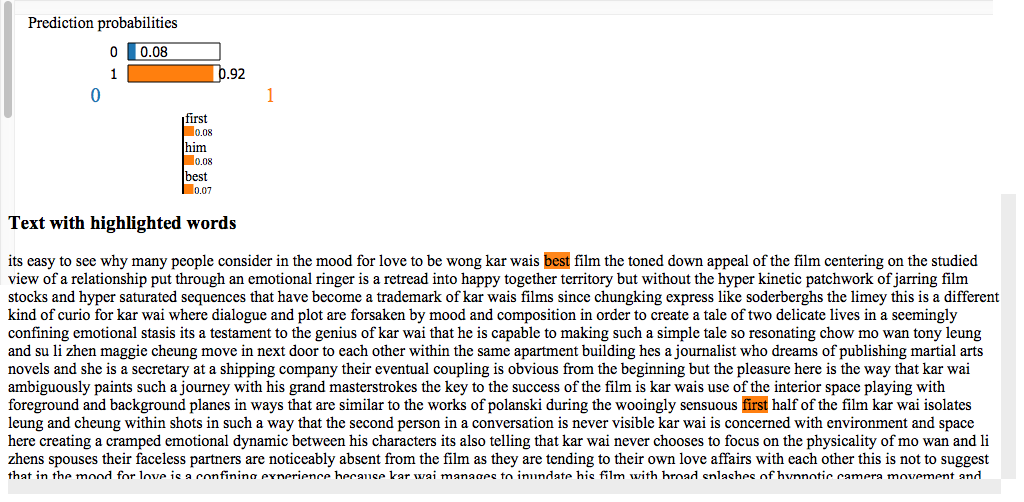 Prediction probabilities
0 0.08
1 0.92
0 1
first
0.08
him
0.08
best
0.07
Text with highlighted words
its easy to see why many people consider in the mood for love to be wong kar wais best film the toned down appeal of the film centering on the studied
view of a relationship put through an emotional ringer is a retread into happy together territory but without the hyper kinetic patchwork of jarring film
stocks and hyper saturated sequences that have become a trademark of kar wais films since chungking express like soderberghs the limey this is a different
kind of curio for kar wai where dialogue and plot are forsaken by mood and composition in order to create a tale of two delicate lives in a seemingly
confining emotional stasis its a testament to the genius of kar wai that he is capable to making such a simple tale so resonating chow mo wan tony leung
and su li zhen maggie cheung move in next door to each other within the same apartment building hes a journalist who dreams of publishing martial arts
novels and she is a secretary at a shipping company their eventual coupling is obvious from the beginning but the pleasure here is the way that kar wai
ambiguously paints such a journey with his grand masterstrokes the key to the success of the film is kar wais use of the interior space playing with
foreground and background planes in ways that are similar to the works of polanski during the wooingly sensuous first half of the film kar wai isolates
leung and cheung within shots in such a way that the second person in a conversation is never visible kar wai is concerned with environment and space
here creating a cramped emotional dynamic between his characters its also telling that kar wai never chooses to focus on the physicality of mo wan and li
zhens spouses their faceless partners are noticeably absent from the film as they are tending to their own love affairs with each other this is not to suggest
that in the mood for love is a confining experience because kar wai manages to inundate his film with broad splashes of hypnotic camera movement and